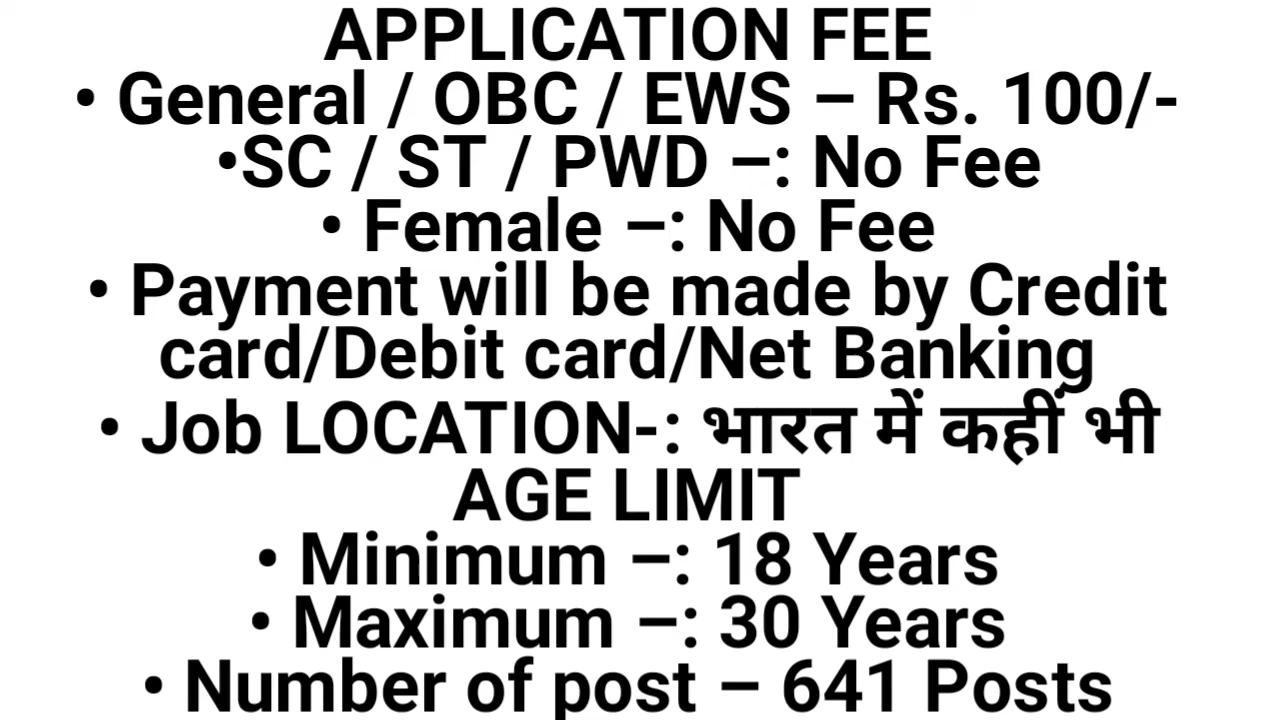 APPLICATION FEE
• General / OBC / EWS – Rs. 100/-
•SC / ST / PWD –: No Fee
• Female –: No Fee
• Payment will be made by Credit
card/Debit card/Net Banking
• Job LOCATION-: भारत में कहीं भी
AGE LIMIT
• Minimum –: 18 Years
• Maximum –: 30 Years
• Number of post – 641 Posts